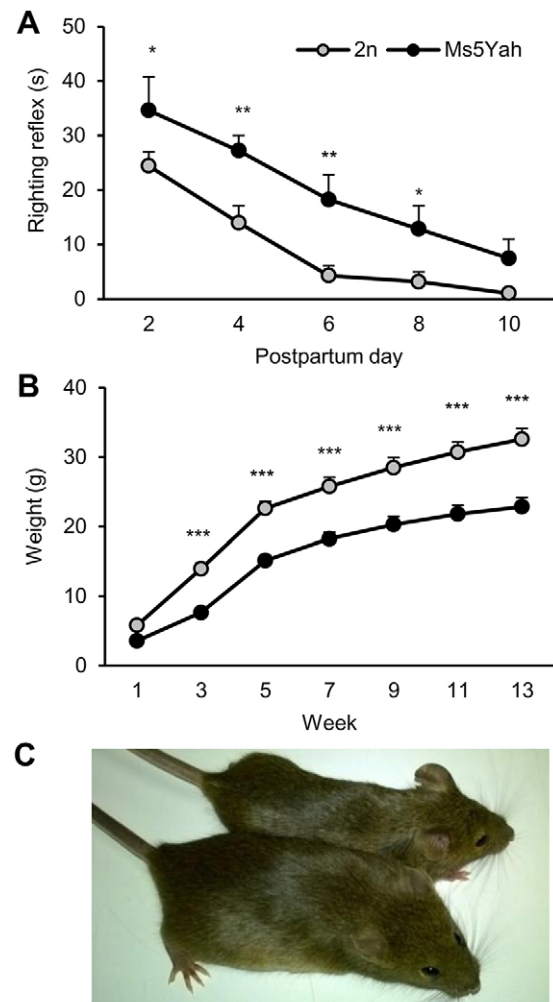 A
50
2n Ms5Yah
40
30
20
10
0
Righting reflex (s)
* ** ** *
2 4 6 8 10
Postpartum day
B
40
30
20
10
0
Weight (g)
*** *** *** *** *** ***
1 3 5 7 9 11 13
Week
C